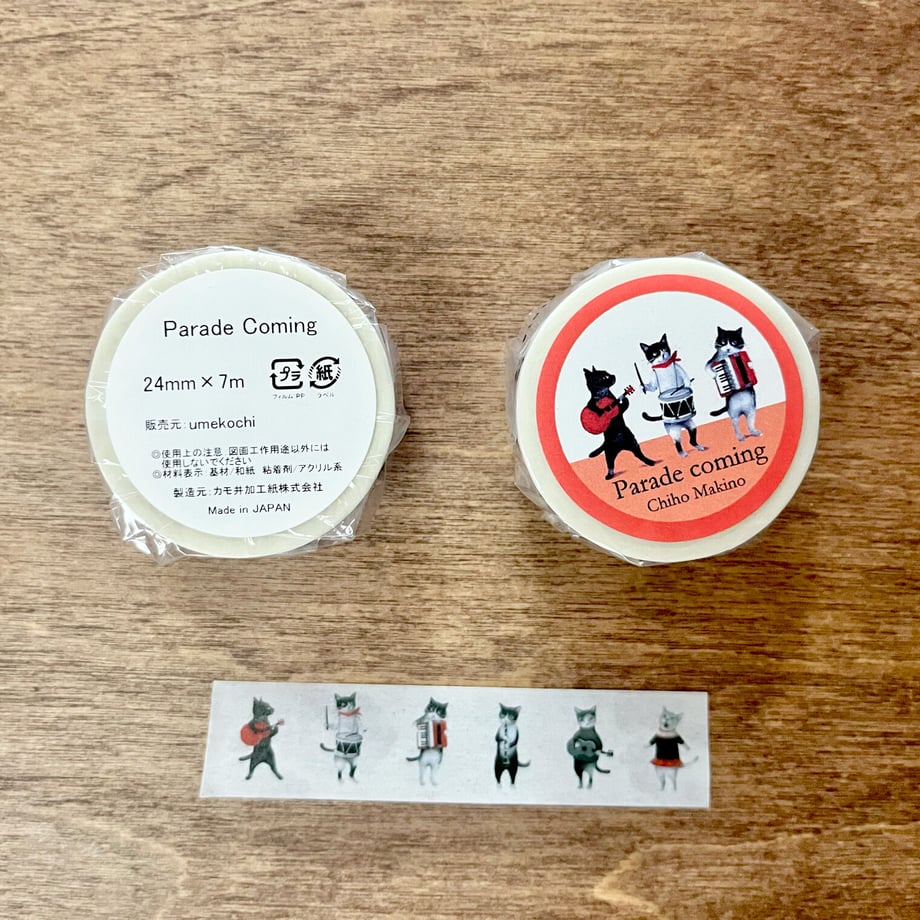 Parade Coming
24mm×7m
プラ 紙
フィルム:PP ラベル
販売元:umekochi
◎使用上の注意 図画工作用途以外には
使用しないでください
◎材料表示:基材/和紙 粘着剤/アクリル系
製造元:カモ井加工紙株式会社
Made in JAPAN
Parade coming
Chiho Makino